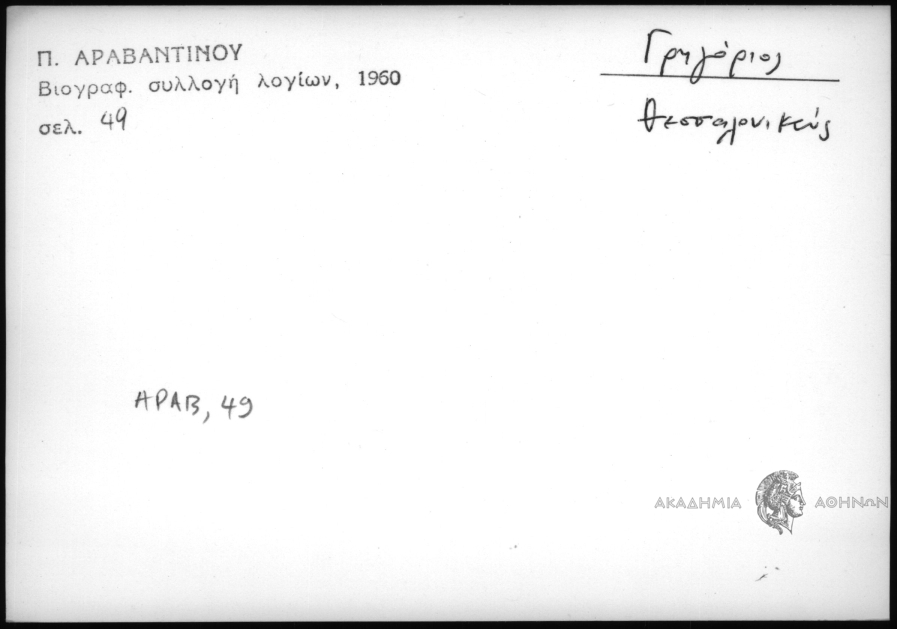 Π. ΑΡΑΒΑΝΤΙΝΟΥ
Βιογραφ. συλλογή λογίων, 1960
σελ. 49
Γρηγόριος
Θεσσαλονικεύς
ΑΡΑΒ, 49
ΑΚΑΔΗΜΙΑ ΑΘΗΝΩΝ